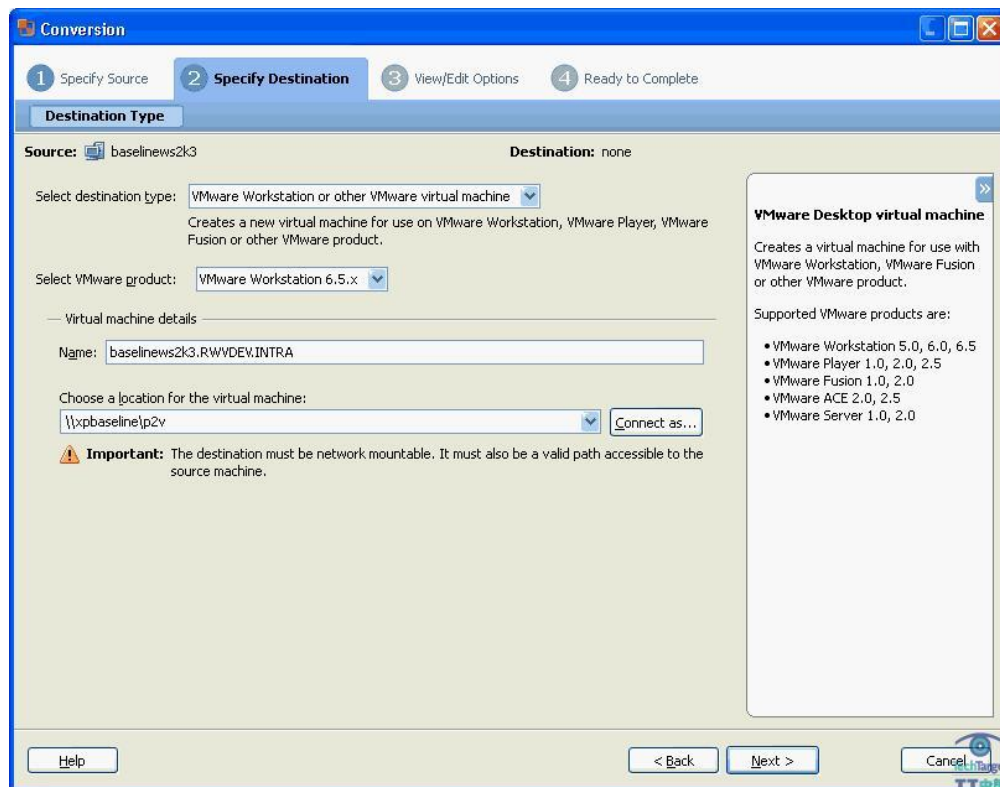 Conversion
1 Specify Source
2 Specify Destination
3 View/Edit Options
4 Ready to Complete
Destination Type
Source: baselinews2k3
Destination: none
Select destination type: VMware Workstation or other VMware virtual machine
Creates a new virtual machine for use on VMware Workstation, VMware Player, VMware
Fusion or other VMware product.
Select VMware product: VMware Workstation 6.5.x
Virtual machine details
Name: baselinews2k3.RWVDEV.INTRA
Choose a location for the virtual machine:
\\xpbaseline\p2v
Connect as...
Important: The destination must be network mountable. It must also be a valid path accessible to the
source machine.
»
VMware Desktop virtual machine
Creates a virtual machine for use with
VMware Workstation, VMware Fusion
or other VMware product.
Supported VMware products are:
• VMware Workstation 5.0, 6.0, 6.5
• VMware Player 1.0, 2.0, 2.5
• VMware Fusion 1.0, 2.0
• VMware ACE 2.0, 2.5
• VMware Server 1.0, 2.0
Help
< Back
Next >
Cancel